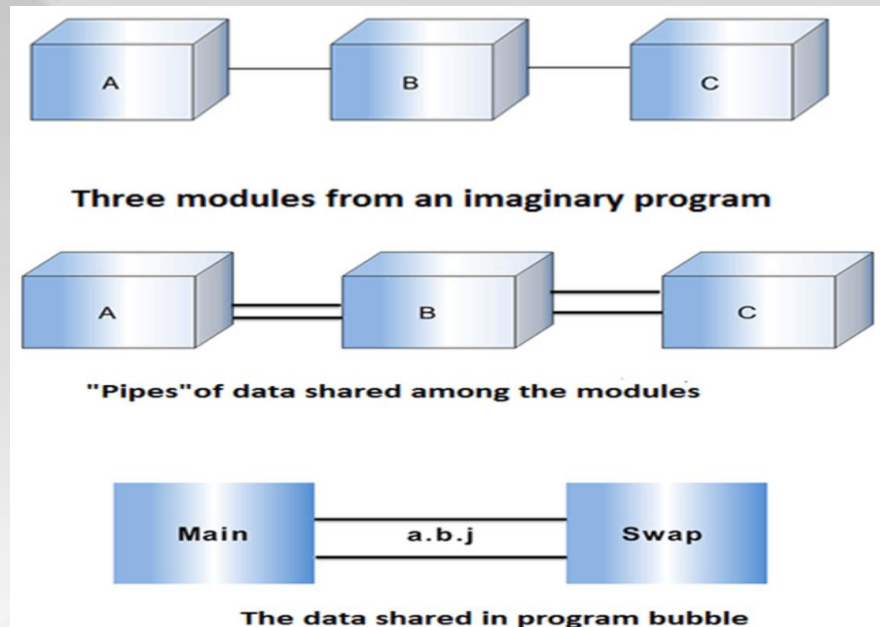 A B C
Three modules from an imaginary program
A B C
"Pipes"of data shared among the modules
Main a.b.j Swap
The data shared in program bubble